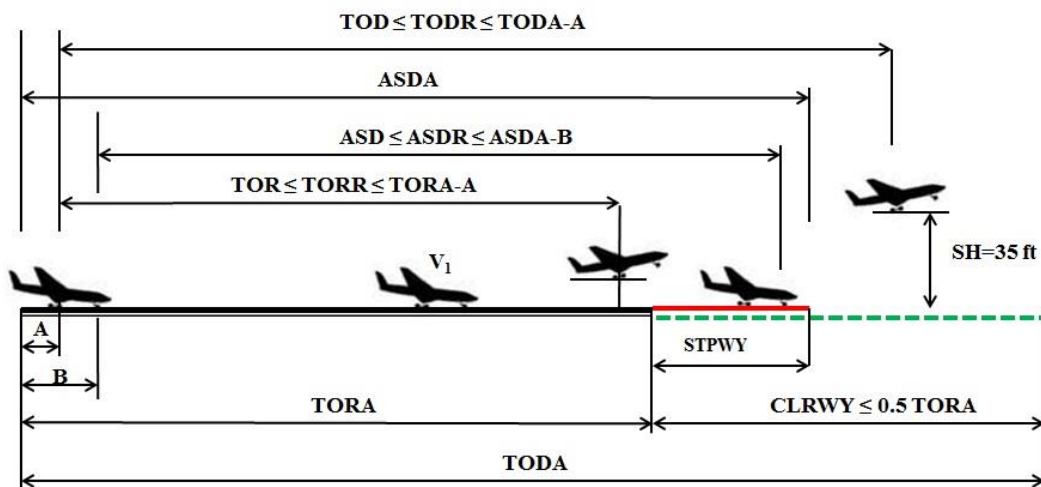 TOD ≤ TODR ≤ TODA-A
ASDA
ASD ≤ ASDR ≤ ASDA-B
TOR ≤ TORR ≤ TORA-A
V₁
SH=35 ft
A
STPWY
B
TORA
CLRWY ≤ 0.5 TORA
TODA